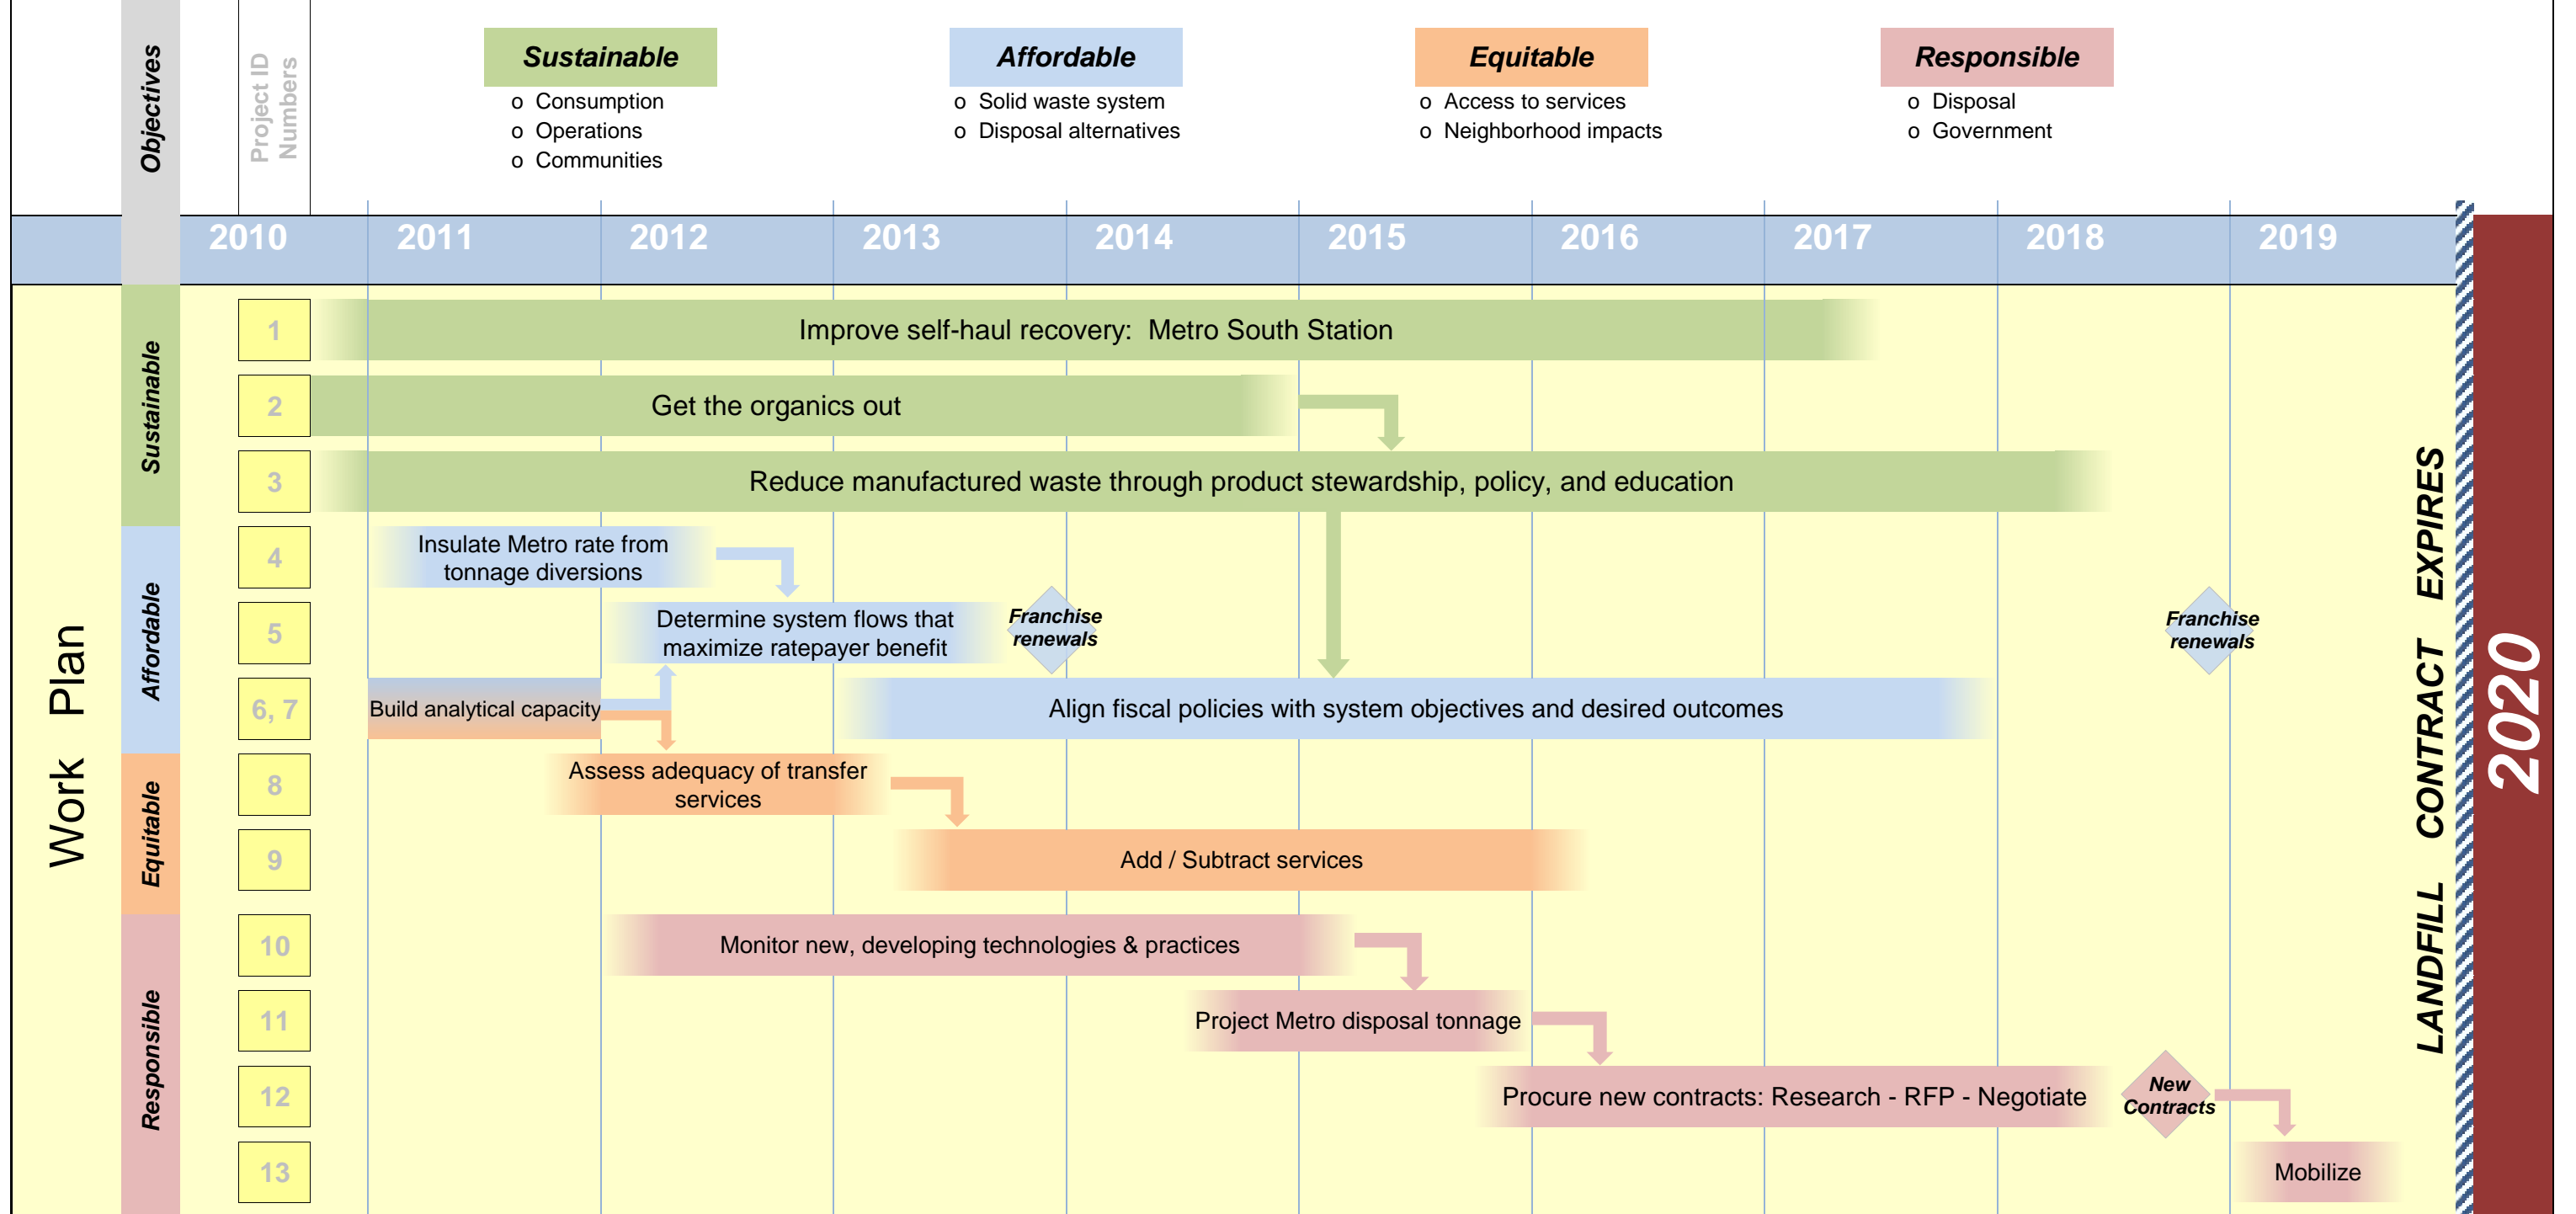 Objectives
Project ID
Numbers
Sustainable
o Consumption
o Operations
o Communities
Affordable
o Solid waste system
o Disposal alternatives
Equitable
o Access to services
o Neighborhood impacts
Responsible
o Disposal
o Government
2010 2011 2012 2013 2014 2015 2016 2017 2018 2019
Work Plan
Sustainable
1
Improve self-haul recovery: Metro South Station
2
Get the organics out
3
Reduce manufactured waste through product stewardship, policy, and education
Affordable
4
Insulate Metro rate from
tonnage diversions
5
Determine system flows that
maximize ratepayer benefit
Franchise
renewals
Franchise
renewals
6, 7
Build analytical capacity
Align fiscal policies with system objectives and desired outcomes
Equitable
8
Assess adequacy of transfer
services
9
Add / Subtract services
Responsible
10
Monitor new, developing technologies & practices
11
Project Metro disposal tonnage
12
Procure new contracts: Research - RFP - Negotiate
New
Contracts
13
Mobilize
LANDFILL CONTRACT EXPIRES
2020